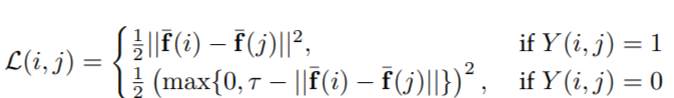 L(i, j) = { ½||f̄(i) − f̄(j)||², if Y(i, j) = 1
½ (max{0, τ − ||f̄(i) − f̄(j)||})², if Y(i, j) = 0